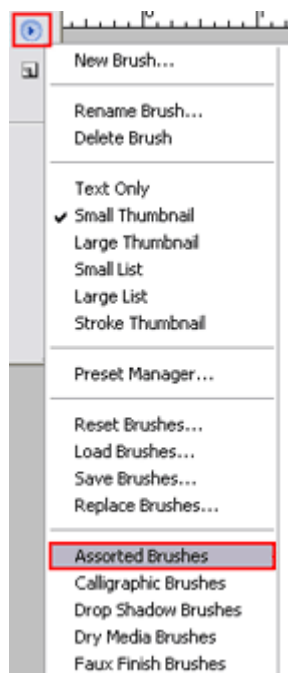 New Brush...
Rename Brush...
Delete Brush
Text Only
Small Thumbnail
Large Thumbnail
Small List
Large List
Stroke Thumbnail
Preset Manager...
Reset Brushes...
Load Brushes...
Save Brushes...
Replace Brushes...
Assorted Brushes
Calligraphic Brushes
Drop Shadow Brushes
Dry Media Brushes
Faux Finish Brushes